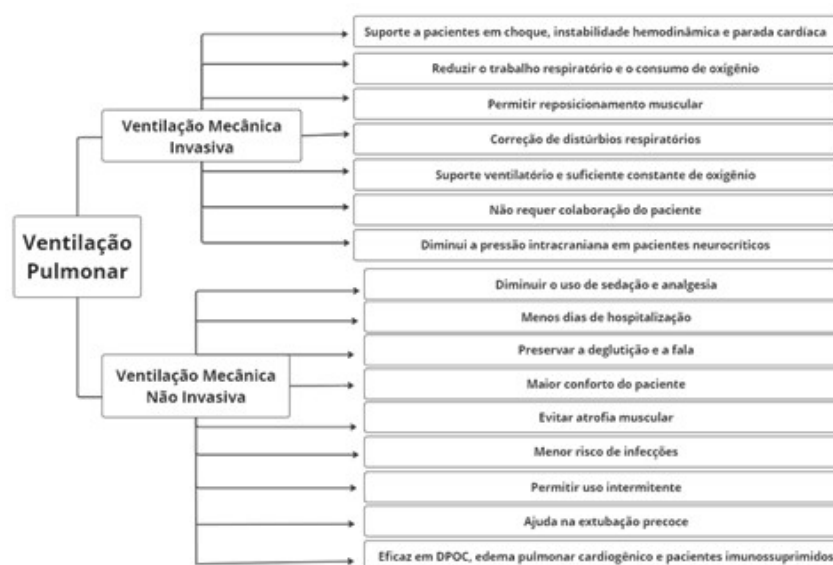 Suporte a pacientes em choque, instabilidade hemodinâmica e parada cardíaca
Reduzir o trabalho respiratório e o consumo de oxigênio
Permitir reposicionamento muscular
Ventilação Mecânica
Invasiva
Correção de distúrbios respiratórios
Suporte ventilatório e suficiente constante de oxigênio
Não requer colaboração do paciente
Diminui a pressão intracraniana em pacientes neurocríticos
Ventilação
Pulmonar
Diminuir o uso de sedação e analgesia
Menos dias de hospitalização
Preservar a deglutição e a fala
Ventilação Mecânica
Não Invasiva
Maior conforto do paciente
Evitar atrofia muscular
Menor risco de infecções
Permitir uso intermitente
Ajuda na extubação precoce
Eficaz em DPOC, edema pulmonar cardiogênico e pacientes imunossuprimidos